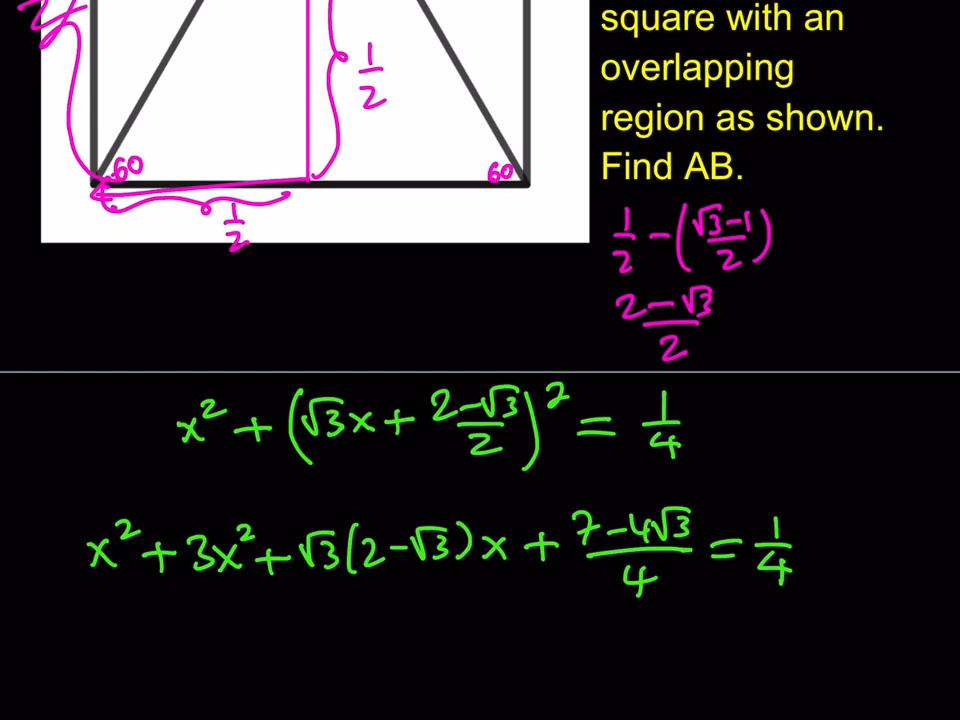 square with an
overlapping
region as shown.
Find AB.
1/2
60
60
1/2
1/2 - ((√3-1)/2)
(2-√3)/2
x² + (√3x + (2-√3)/2)² = 1/4
x² + 3x² + √3(2-√3)x + (7-4√3)/4 = 1/4